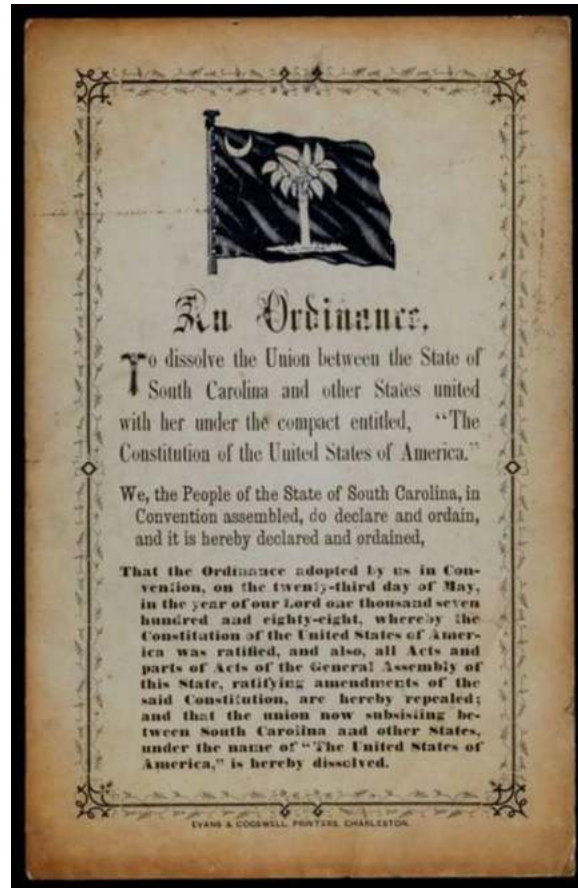 An Ordinance,
To dissolve the Union between the State of
South Carolina and other States united
with her under the compact entitled, "The
Constitution of the United States of America."
We, the People of the State of South Carolina, in
Convention assembled, do declare and ordain,
and it is hereby declared and ordained,
That the Ordinance adopted by us in Con-
vention, on the twenty-third day of May,
in the year of our Lord one thousand seven
hundred and eighty-eight, whereby the
Constitution of the United States of Amer-
ica was ratified, and also, all Acts and
parts of Acts of the General Assembly of
this State, ratifying amendments of the
said Constitution, are hereby repealed;
and that the union now subsisting be-
tween South Carolina and other States,
under the name of "The United States of
America," is hereby dissolved.
EVANS & COGSWELL, PRINTERS, CHARLESTON.